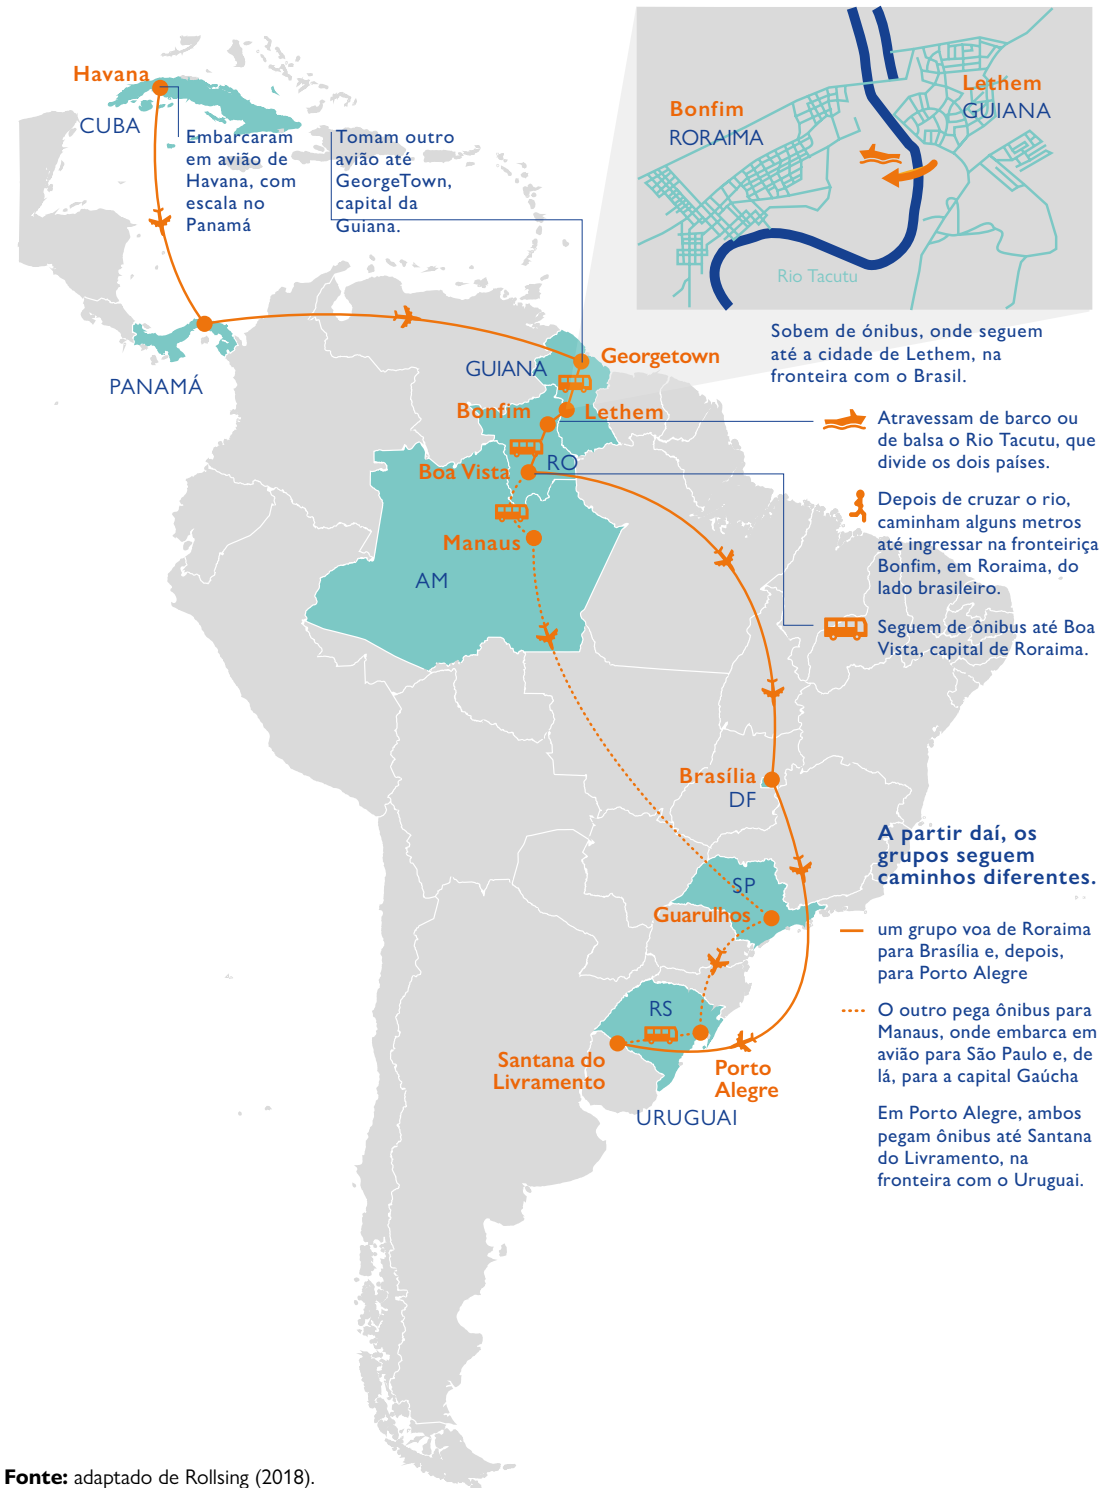 Havana
CUBA
Embarcaram
em avião de
Havana, com
escala no
Panamá
Tomam outro
avião até
GeorgeTown,
capital da
Guiana.
Bonfim
RORAIMA
Lethem
GUIANA
Rio Tacutu
Sobem de ónibus, onde seguem
até a cidade de Lethem, na
fronteira com o Brasil.
PANAMÁ
GUIANA
Georgetown
Bonfim
Lethem
Boa Vista
RO
Manaus
AM
Atravessam de barco ou
de balsa o Rio Tacutu, que
divide os dois países.
Depois de cruzar o rio,
caminham alguns metros
até ingressar na fronteiriça
Bonfim, em Roraima, do
lado brasileiro.
Seguem de ônibus até Boa
Vista, capital de Roraima.
Brasília
DF
A partir daí, os
grupos seguem
caminhos diferentes.
SP
Guarulhos
um grupo voa de Roraima
para Brasília e, depois,
para Porto Alegre
O outro pega ônibus para
Manaus, onde embarca em
avião para São Paulo e, de
lá, para a capital Gaúcha
Em Porto Alegre, ambos
pegam ônibus até Santana
do Livramento, na
fronteira com o Uruguai.
RS
Santana do
Livramento
Porto
Alegre
URUGUAI
Fonte: adaptado de Rollsing (2018).